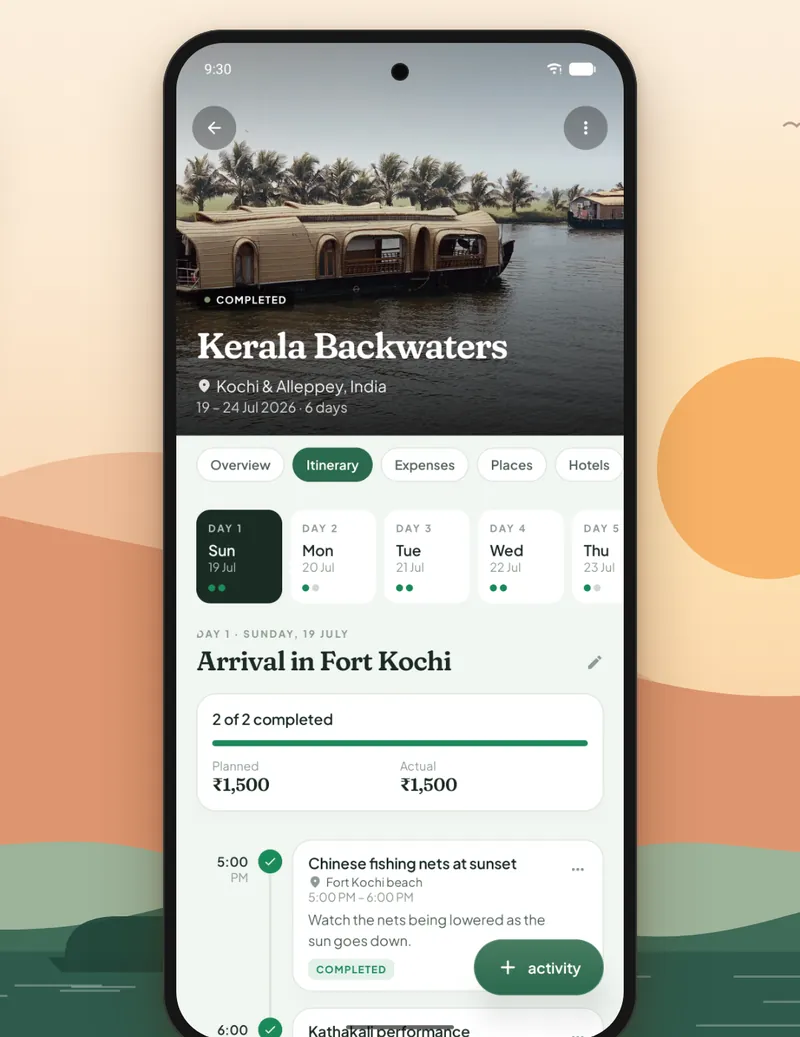 9:30
COMPLETED
Kerala Backwaters
Kochi & Alleppey, India
19 – 24 Jul 2026 · 6 days
Overview Itinerary Expenses Places Hotels
DAY 1 DAY 2 DAY 3 DAY 4 DAY 5
Sun Mon Tue Wed Thu
19 Jul 20 Jul 21 Jul 22 Jul 23 Jul
DAY 1 · SUNDAY, 19 JULY
Arrival in Fort Kochi
2 of 2 completed
Planned Actual
₹1,500 ₹1,500
5:00 PM
Chinese fishing nets at sunset
Fort Kochi beach
5:00 PM – 6:00 PM
Watch the nets being lowered as the
sun goes down.
COMPLETED
+ activity
6:00
Kathakali performance